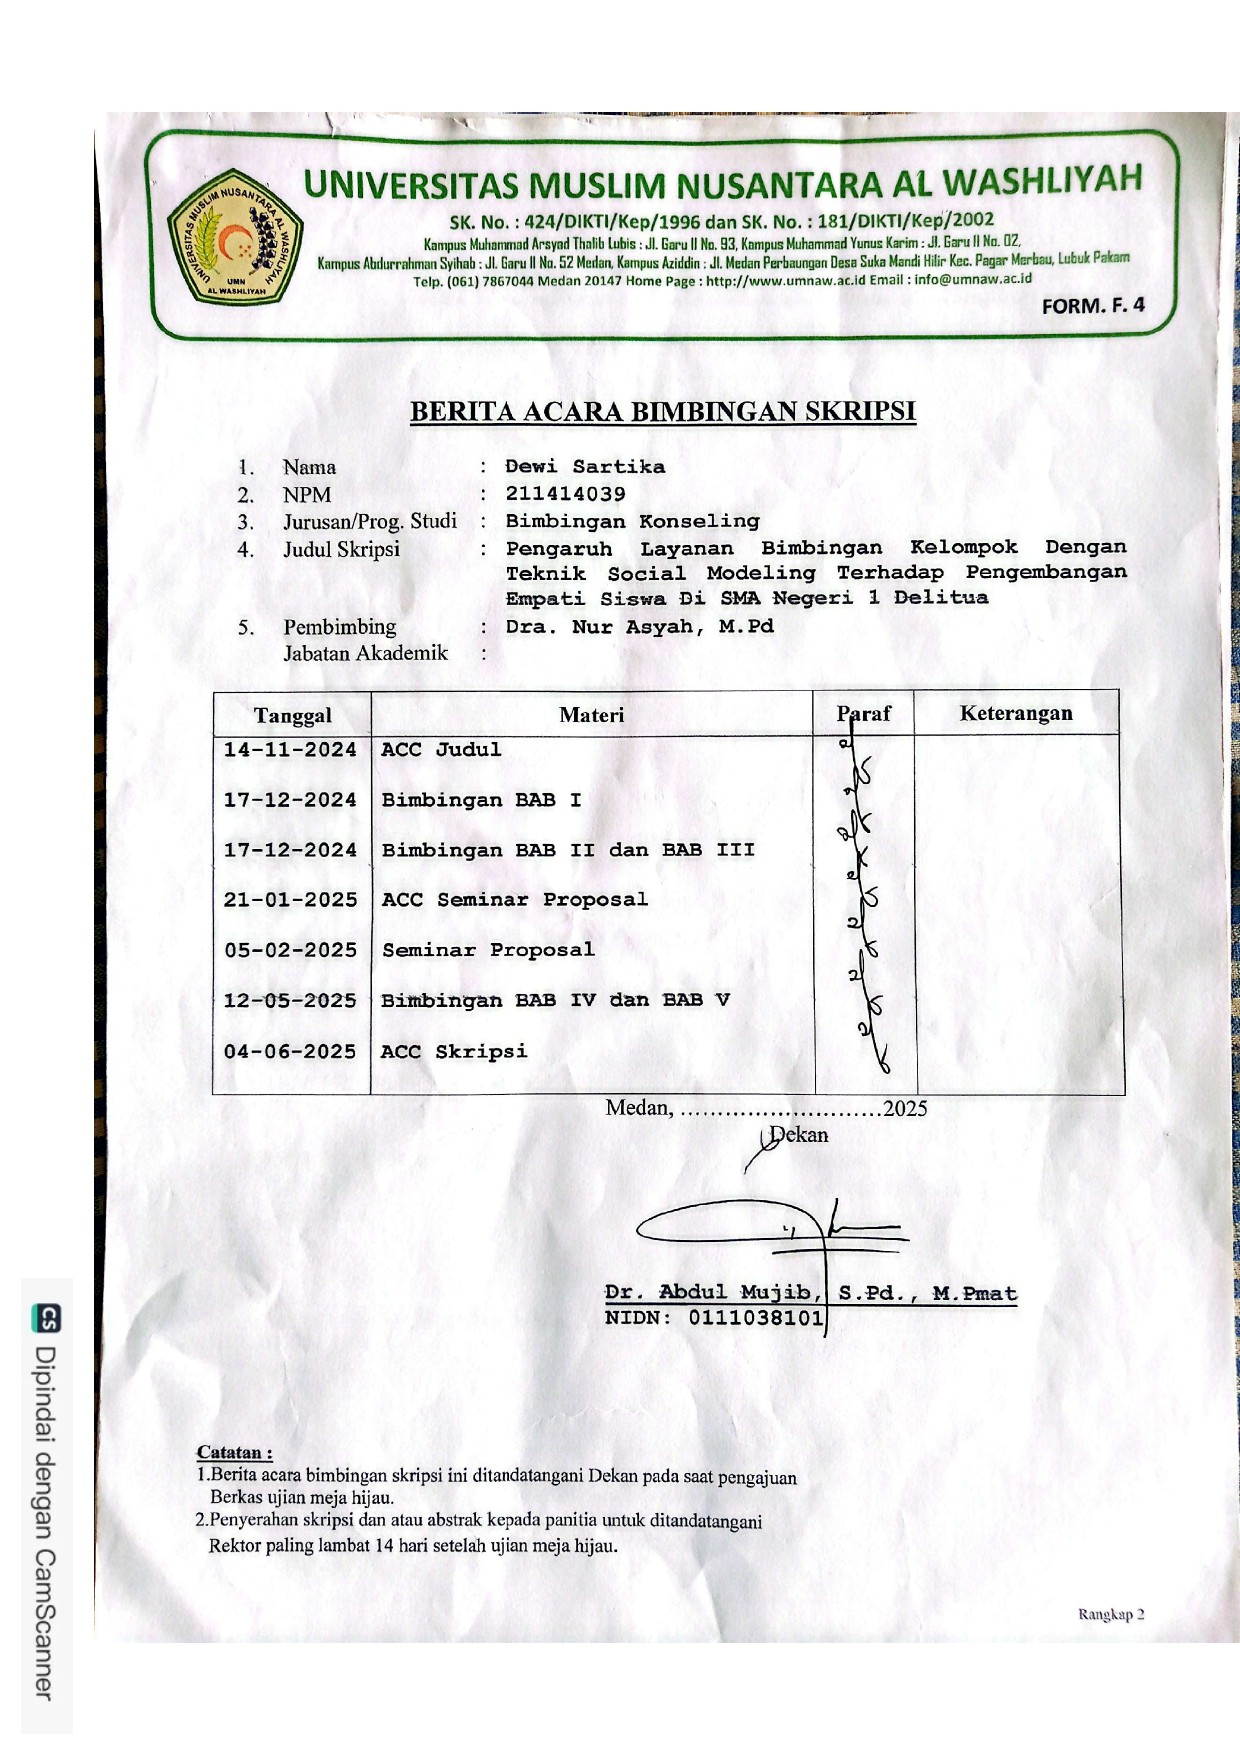 UNIVERSITAS MUSLIM NUSANTARA AL WASHLIYAH
SK. No. : 424/DIKTI/Kep/1996 dan SK. No. : 181/DIKTI/Kep/2002
Kampus Muhammad Arsyad Thalib Lubis : Jl. Garu II No. 93, Kampus Muhammad Yunus Karim : Jl. Garu II No. 02,
Kampus Abdurrahman Syihab : Jl. Garu II No. 52 Medan, Kampus Aziddin : Jl. Medan Perbaungan Desa Suka Mandi Hilir Kec. Pagar Merbau, Lubuk Pakam
Telp. (061) 7867044 Medan 20147 Home Page : http://www.umnaw.ac.id Email : info@umnaw.ac.id
FORM. F. 4
UNIVERSITAS MUSLIM NUSANTARA AL WASHLIYAH
UMN
AL WASHLIYAH
BERITA ACARA BIMBINGAN SKRIPSI
1. Nama : Dewi Sartika
2. NPM : 211414039
3. Jurusan/Prog. Studi : Bimbingan Konseling
4. Judul Skripsi : Pengaruh Layanan Bimbingan Kelompok Dengan
Teknik Social Modeling Terhadap Pengembangan
Empati Siswa Di SMA Negeri 1 Delitua
5. Pembimbing : Dra. Nur Asyah, M.Pd
Jabatan Akademik :
Tanggal Materi Paraf Keterangan
14-11-2024 ACC Judul
17-12-2024 Bimbingan BAB I
17-12-2024 Bimbingan BAB II dan BAB III
21-01-2025 ACC Seminar Proposal
05-02-2025 Seminar Proposal
12-05-2025 Bimbingan BAB IV dan BAB V
04-06-2025 ACC Skripsi
Medan, ...........................2025
Dekan
Dr. Abdul Mujib, S.Pd., M.Pmat
NIDN: 0111038101
Catatan :
1.Berita acara bimbingan skripsi ini ditandatangani Dekan pada saat pengajuan
Berkas ujian meja hijau.
2.Penyerahan skripsi dan atau abstrak kepada panitia untuk ditandatangani
Rektor paling lambat 14 hari setelah ujian meja hijau.
Rangkap 2
CS Dipindai dengan CamScanner